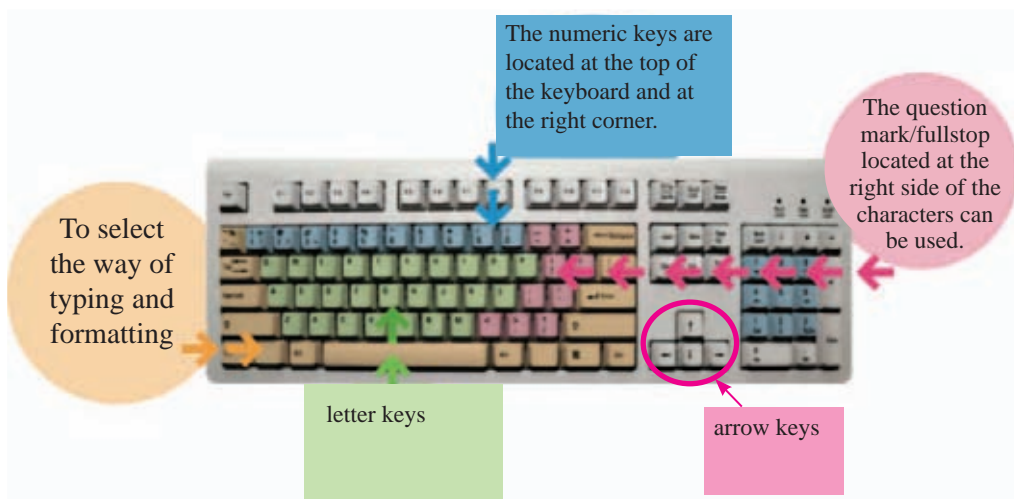 The numeric keys are
located at the top of
the keyboard and at
the right corner.
The question
mark/fullstop
located at the
right side of the
characters can
be used.
To select
the way of
typing and
formatting
letter keys
arrow keys